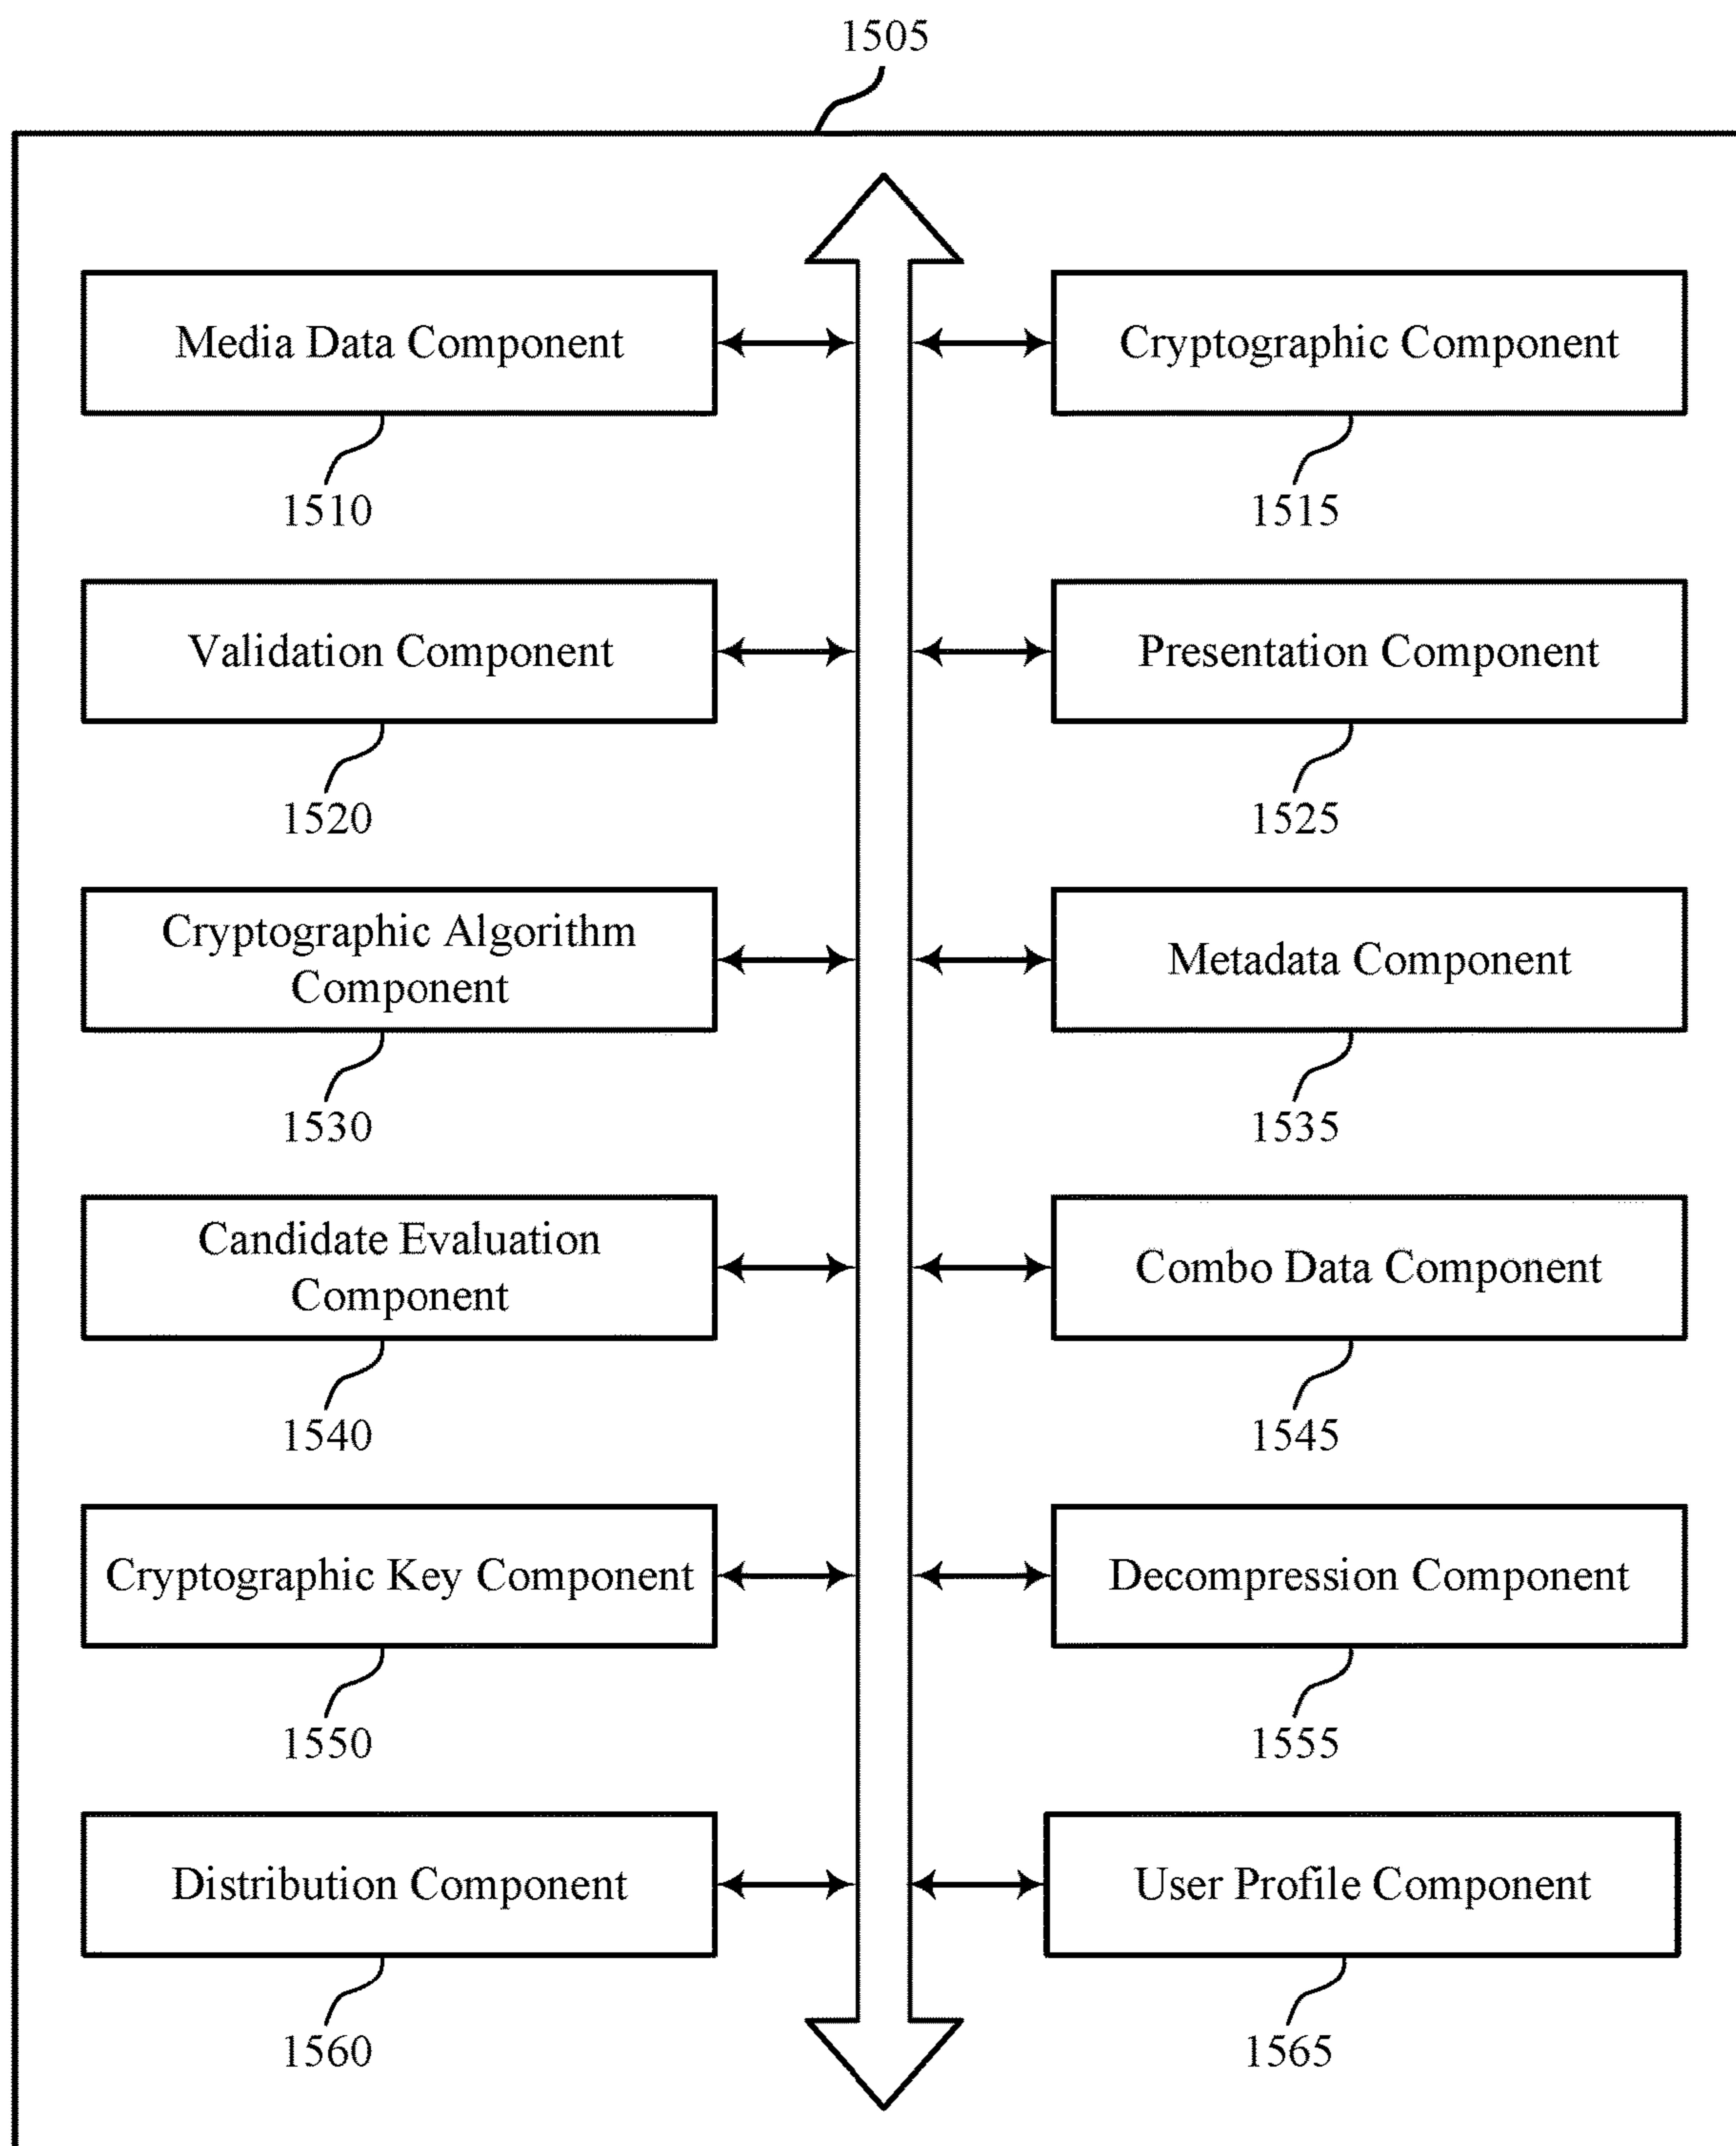 1505
Media Data Component
Cryptographic Component
1510
1515
Validation Component
Presentation Component
1520
1525
Cryptographic Algorithm
Component
Metadata Component
1530
1535
Candidate Evaluation
Component
Combo Data Component
1540
1545
Cryptographic Key Component
Decompression Component
1550
1555
Distribution Component
User Profile Component
1560
1565